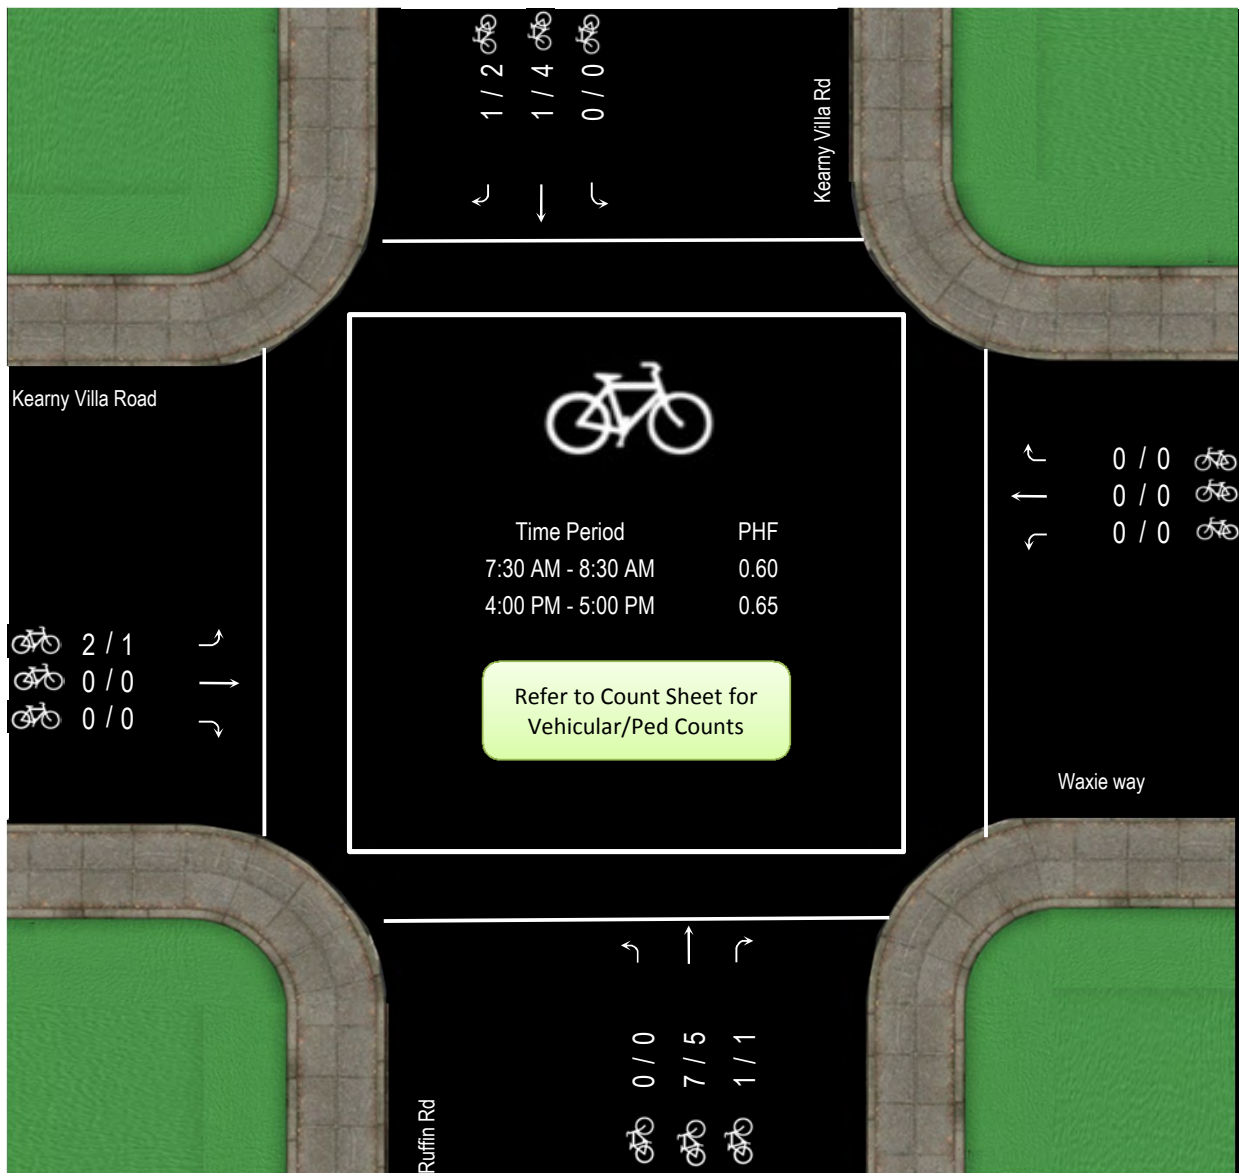 1 / 2
1 / 4
0 / 0
Kearny Villa Rd
Kearny Villa Road
0 / 0
0 / 0
0 / 0
Time Period PHF
7:30 AM - 8:30 AM 0.60
4:00 PM - 5:00 PM 0.65
2 / 1
0 / 0
0 / 0
Refer to Count Sheet for
Vehicular/Ped Counts
Waxie way
0 / 0
7 / 5
1 / 1
Ruffin Rd